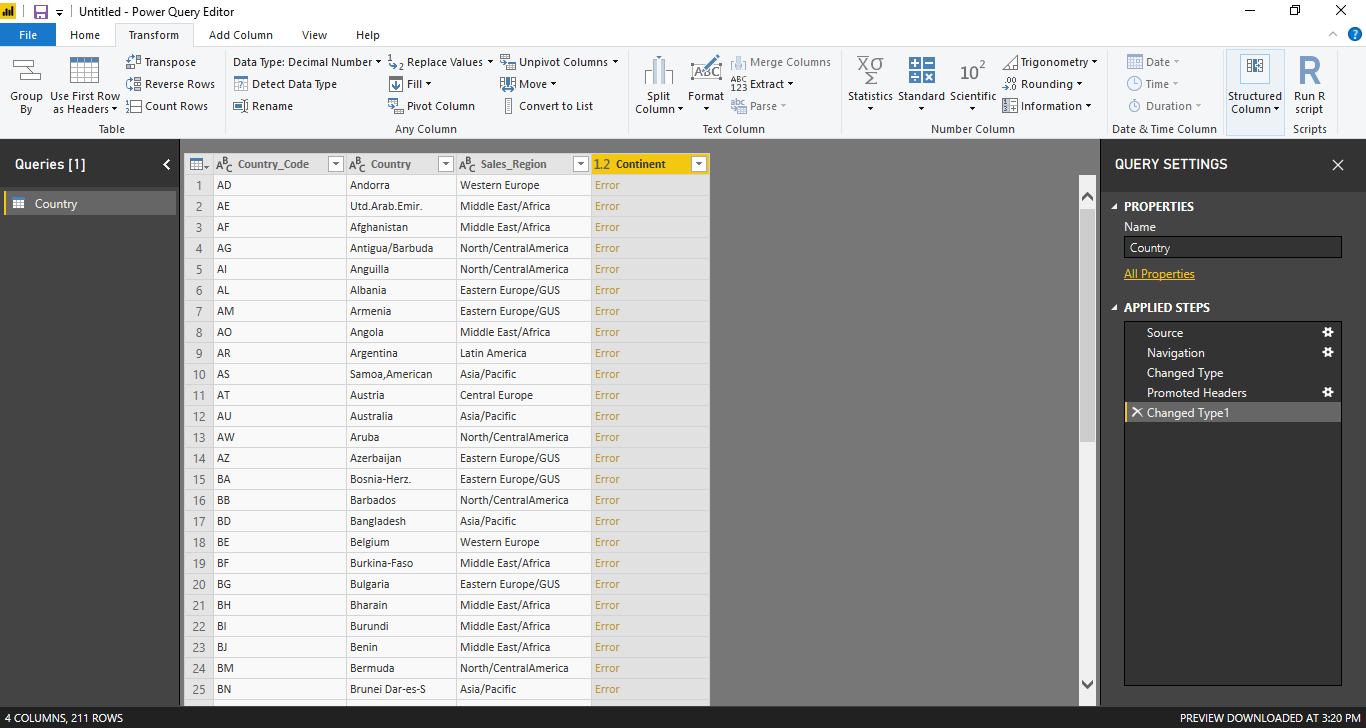 Untitled - Power Query Editor
File Home Transform Add Column View Help
Group By
Use First Row as Headers
Transpose
Reverse Rows
Count Rows
Table
Data Type: Decimal Number
Detect Data Type
Rename
Replace Values
Fill
Pivot Column
Unpivot Columns
Move
Convert to List
Any Column
Split Column
Format
Merge Columns
Extract
Parse
Text Column
Statistics
Standard
Scientific
Trigonometry
Rounding
Information
Number Column
Date
Time
Duration
Date & Time Column
Structured Column
Run R script
Scripts
Queries [1]
Country
Country_Code Country Sales_Region 1.2 Continent
1 AD Andorra Western Europe Error
2 AE Utd.Arab.Emir. Middle East/Africa Error
3 AF Afghanistan Middle East/Africa Error
4 AG Antigua/Barbuda North/CentralAmerica Error
5 AI Anguilla North/CentralAmerica Error
6 AL Albania Eastern Europe/GUS Error
7 AM Armenia Eastern Europe/GUS Error
8 AO Angola Middle East/Africa Error
9 AR Argentina Latin America Error
10 AS Samoa,American Asia/Pacific Error
11 AT Austria Central Europe Error
12 AU Australia Asia/Pacific Error
13 AW Aruba North/CentralAmerica Error
14 AZ Azerbaijan Eastern Europe/GUS Error
15 BA Bosnia-Herz. Eastern Europe/GUS Error
16 BB Barbados North/CentralAmerica Error
17 BD Bangladesh Asia/Pacific Error
18 BE Belgium Western Europe Error
19 BF Burkina-Faso Middle East/Africa Error
20 BG Bulgaria Eastern Europe/GUS Error
21 BH Bharain Middle East/Africa Error
22 BI Burundi Middle East/Africa Error
23 BJ Benin Middle East/Africa Error
24 BM Bermuda North/CentralAmerica Error
25 BN Brunei Dar-es-S Asia/Pacific Error
QUERY SETTINGS
PROPERTIES
Name
Country
All Properties
APPLIED STEPS
Source
Navigation
Changed Type
Promoted Headers
Changed Type1
4 COLUMNS, 211 ROWS
PREVIEW DOWNLOADED AT 3:20 PM